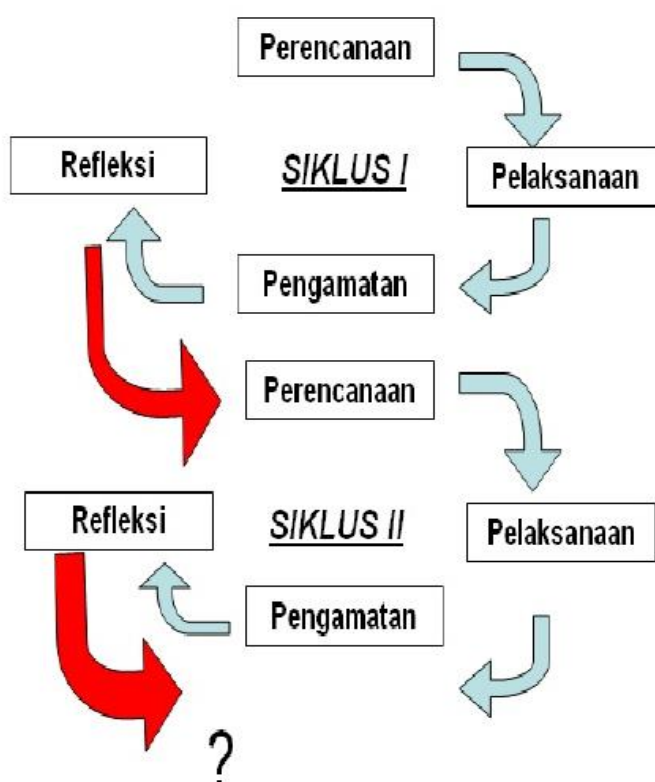 Perencanaan
Refleksi
SIKLUS I
Pelaksanaan
Pengamatan
Perencanaan
Refleksi
SIKLUS II
Pelaksanaan
Pengamatan
?